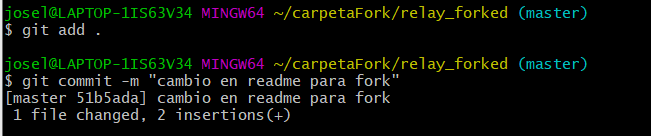 josel@LAPTOP-1IS63V34 MINGW64 ~/carpetaFork/relay_forked (master)
$ git add .
josel@LAPTOP-1IS63V34 MINGW64 ~/carpetaFork/relay_forked (master)
$ git commit -m "cambio en readme para fork"
[master 51b5ada] cambio en readme para fork
 1 file changed, 2 insertions(+)